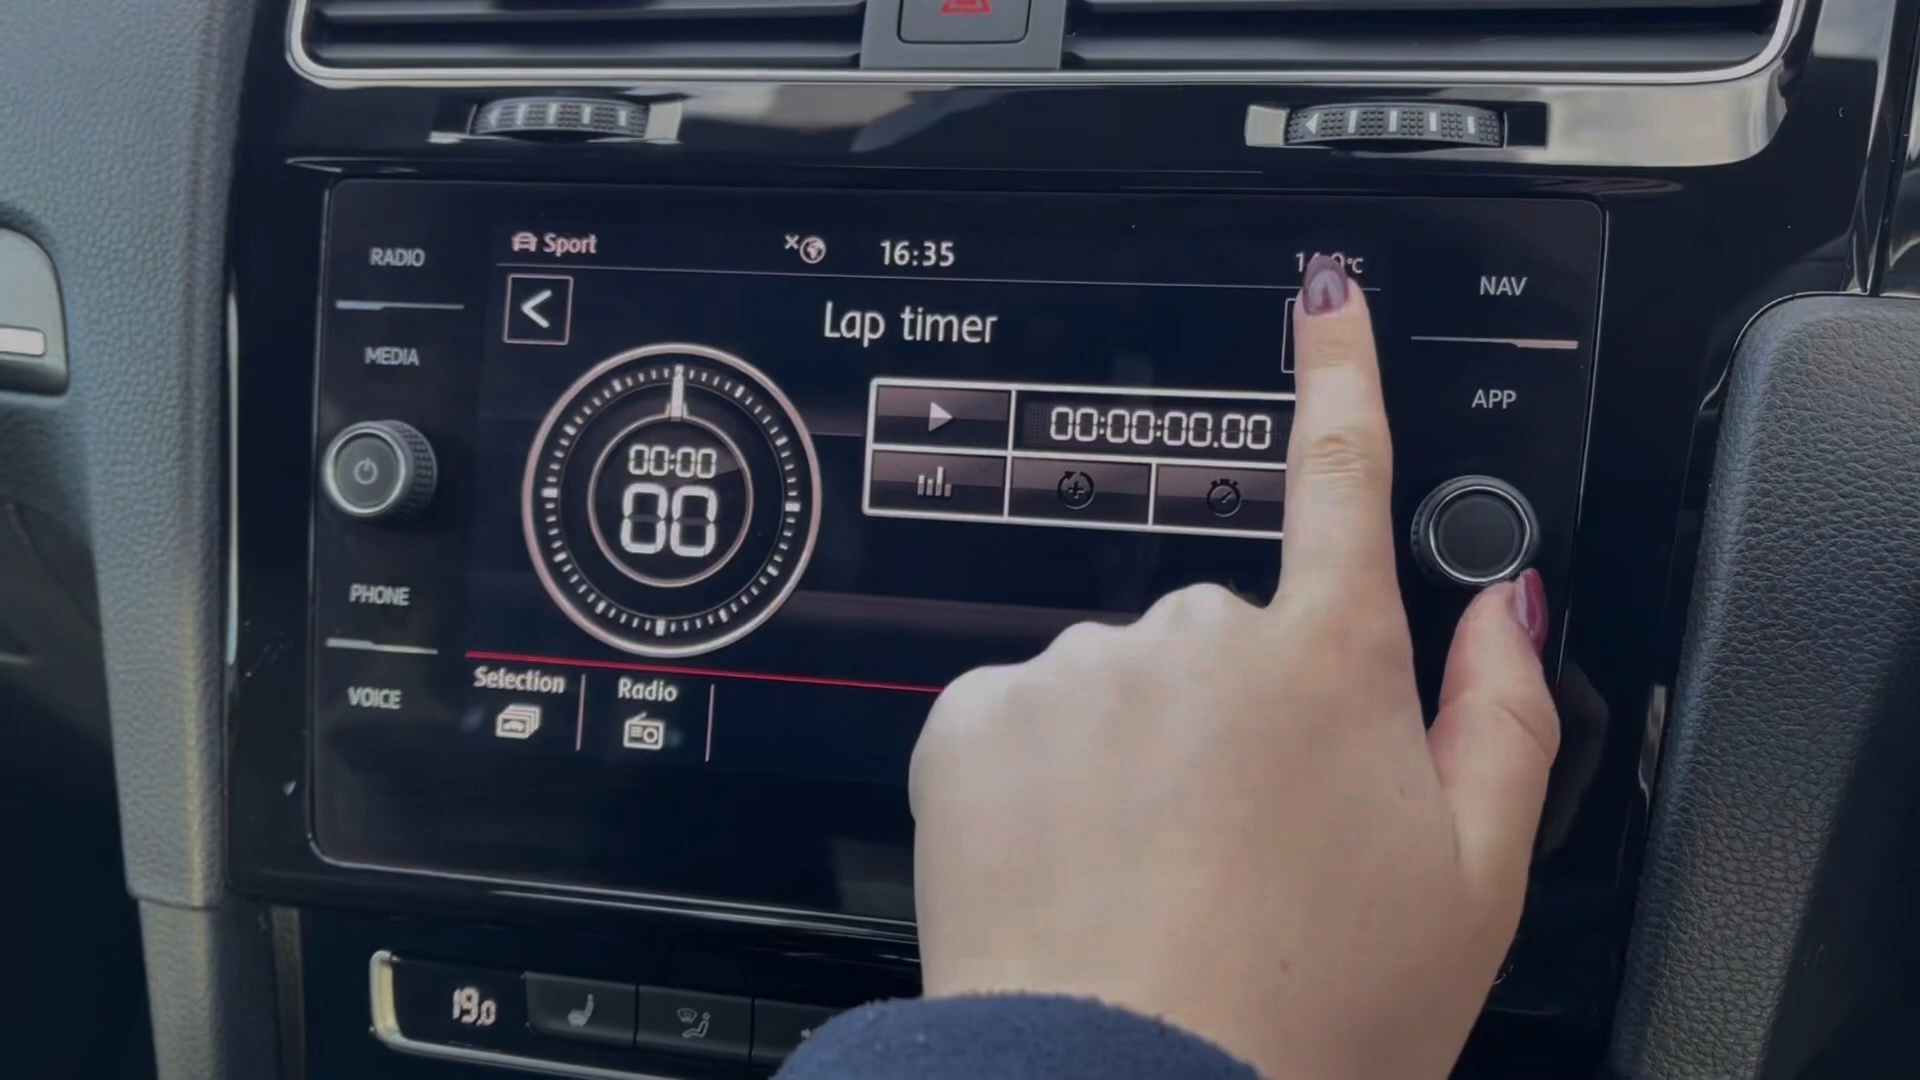 RADIO
MEDIA
PHONE
VOICE
Sport
16:35
°C
Lap timer
00:00
00
00:00:00.00
Selection
Radio
NAV
APP
19.0